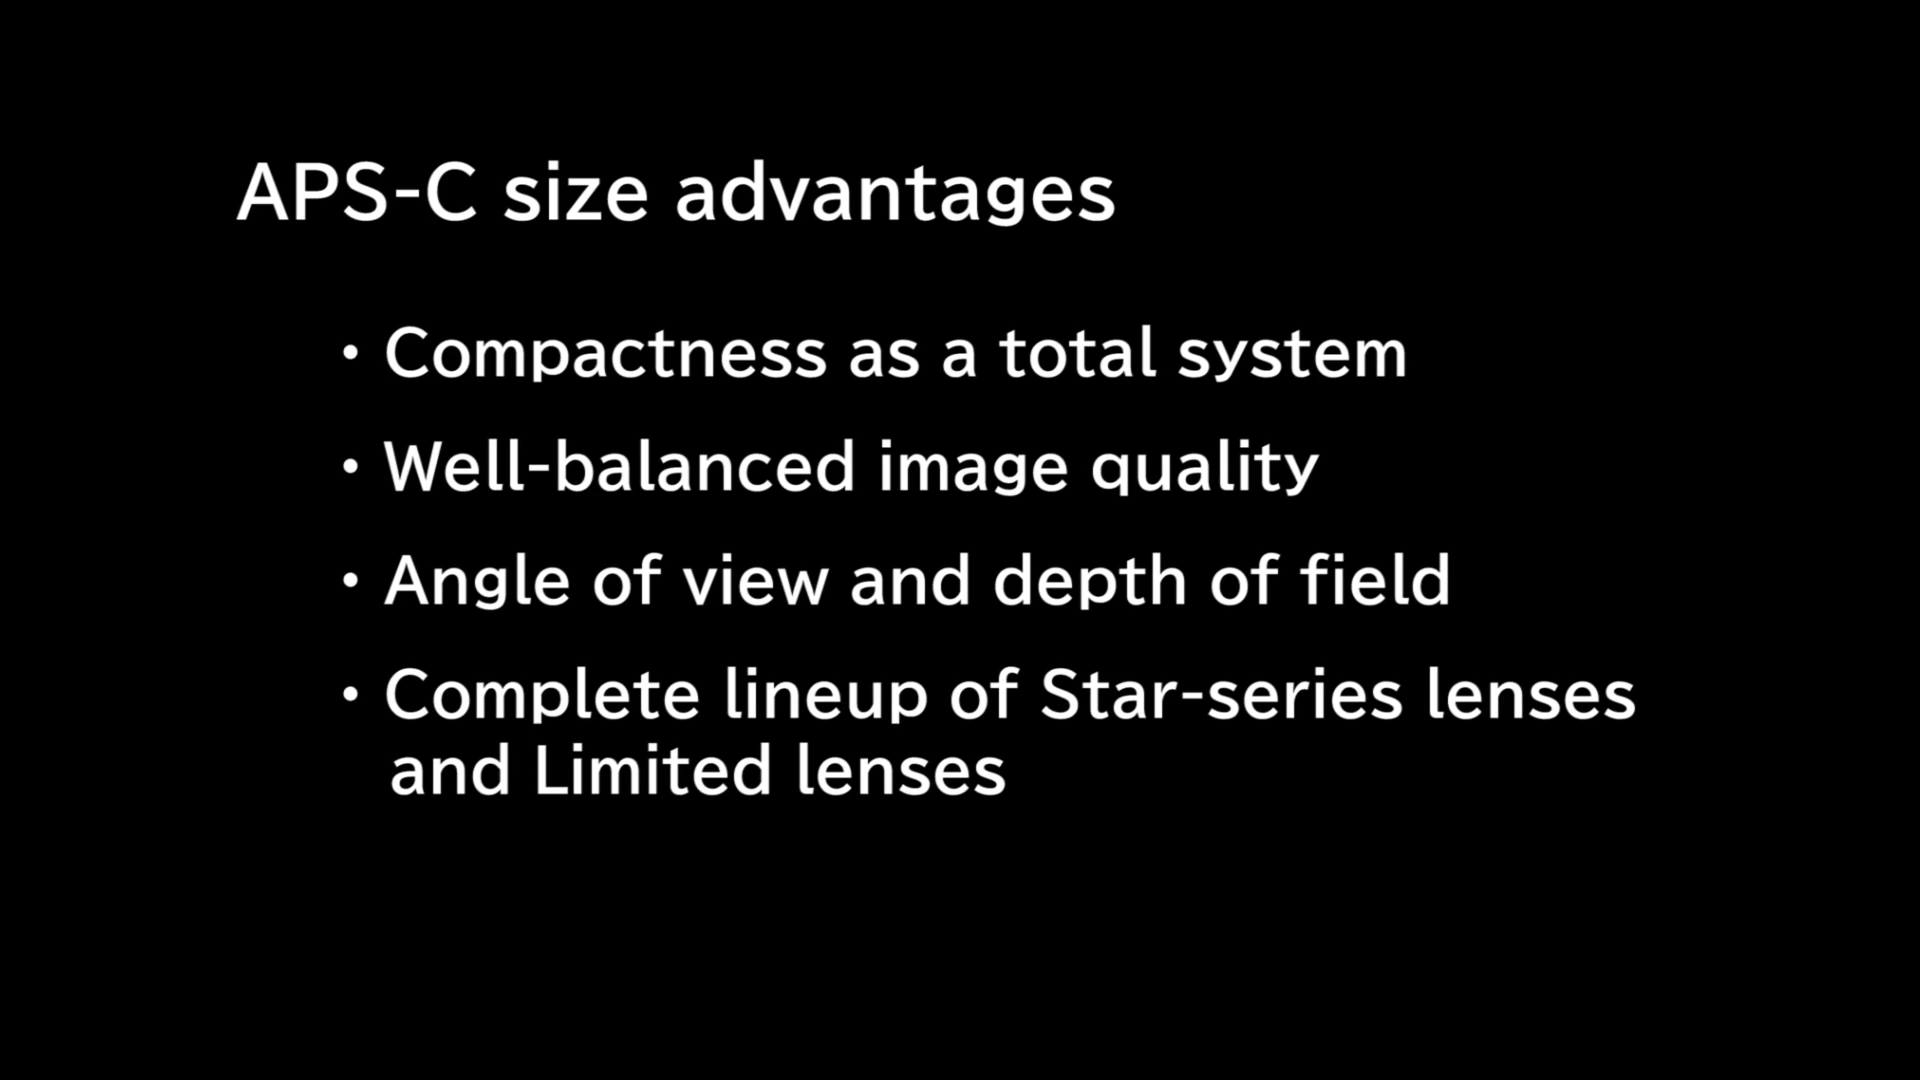 APS-C size advantages
・Compactness as a total system
・Well-balanced image quality
・Angle of view and depth of field
・Complete lineup of Star-series lenses
and Limited lenses